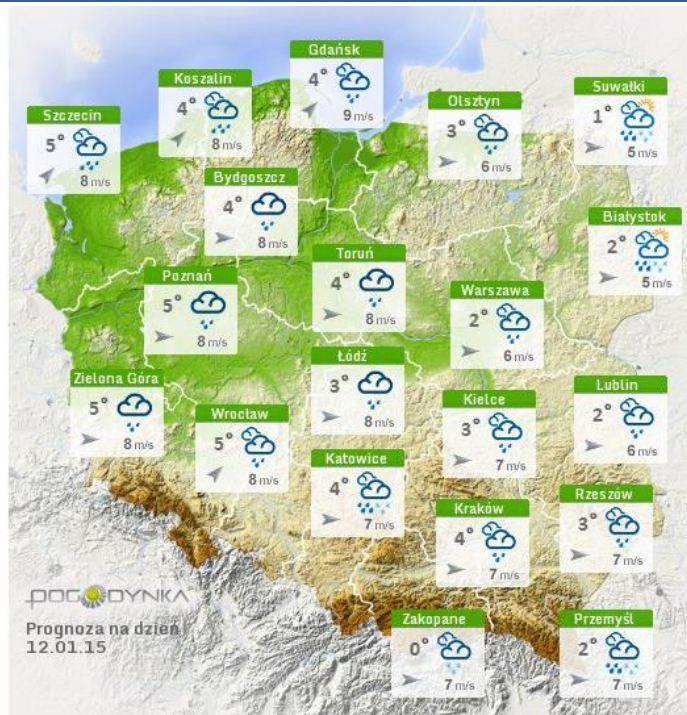 Gdańsk
4°
9 m/s
Koszalin
4°
8 m/s
Suwałki
1°
5 m/s
Olsztyn
3°
6 m/s
Szczecin
5°
8 m/s
Bydgoszcz
4°
8 m/s
Białystok
2°
5 m/s
Toruń
4°
8 m/s
Poznań
5°
8 m/s
Warszawa
2°
6 m/s
Łódź
3°
8 m/s
Zielona Góra
5°
8 m/s
Lublin
2°
6 m/s
Kielce
3°
7 m/s
Wrocław
5°
8 m/s
Katowice
4°
7 m/s
Rzeszów
3°
7 m/s
Kraków
4°
7 m/s
POGODYNKA
Prognoza na dzień
12.01.15
Zakopane
0°
7 m/s
Przemyśl
2°
7 m/s